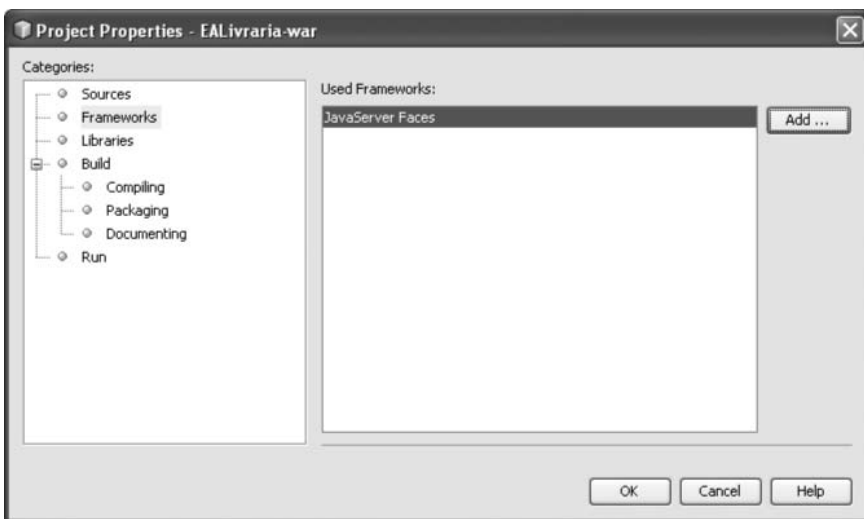 Project Properties - EALivraria-war
Categories:
Sources
Frameworks
Libraries
Build
Compiling
Packaging
Documenting
Run
Used Frameworks:
JavaServer Faces
Add ...
OK
Cancel
Help